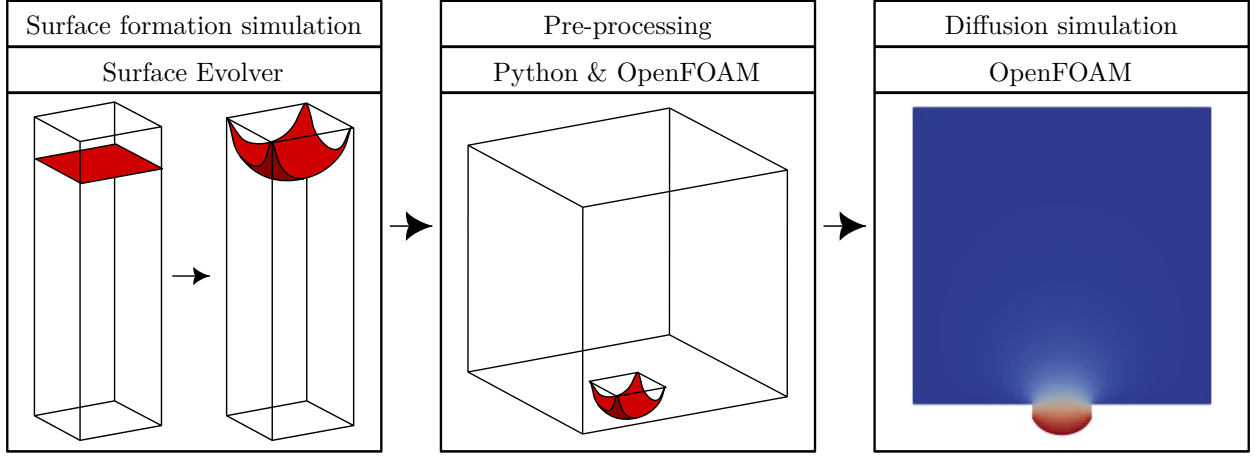 Surface formation simulation
Surface Evolver
Pre-processing
Python & OpenFOAM
Diffusion simulation
OpenFOAM